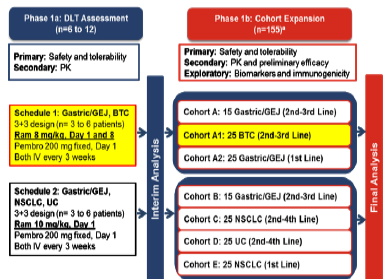 Phase 1a: DLT Assessment
(n=6 to 12)
Primary: Safety and tolerability
Secondary: PK
Schedule 1: Gastric/GEJ, BTC
3+3 design (n= 3 to 6 patients)
Ram 8 mg/kg, Day 1 and 8
Pembro 200 mg fixed, Day 1
Both IV every 3 weeks
Schedule 2: Gastric/GEJ,
NSCLC, UC
3+3 design (n= 3 to 6 patients)
Ram 10 mg/kg, Day 1
Pembro 200 mg fixed, Day 1
Both IV every 3 weeks
Interim Analysis
Phase 1b: Cohort Expansion
(n=155)ª
Primary: Safety and tolerability
Secondary: PK and preliminary efficacy
Exploratory: Biomarkers and immunogenicity
Cohort A: 15 Gastric/GEJ (2nd-3rd Line)
Cohort A1: 25 BTC (2nd-3rd Line)
Cohort A2: 25 Gastric/GEJ (1st Line)
Cohort B: 15 Gastric/GEJ (2nd-3rd Line)
Cohort C: 25 NSCLC (2nd-4th Line)
Cohort D: 25 UC (2nd-4th Line)
Cohort E: 25 NSCLC (1st Line)
Final Analysis